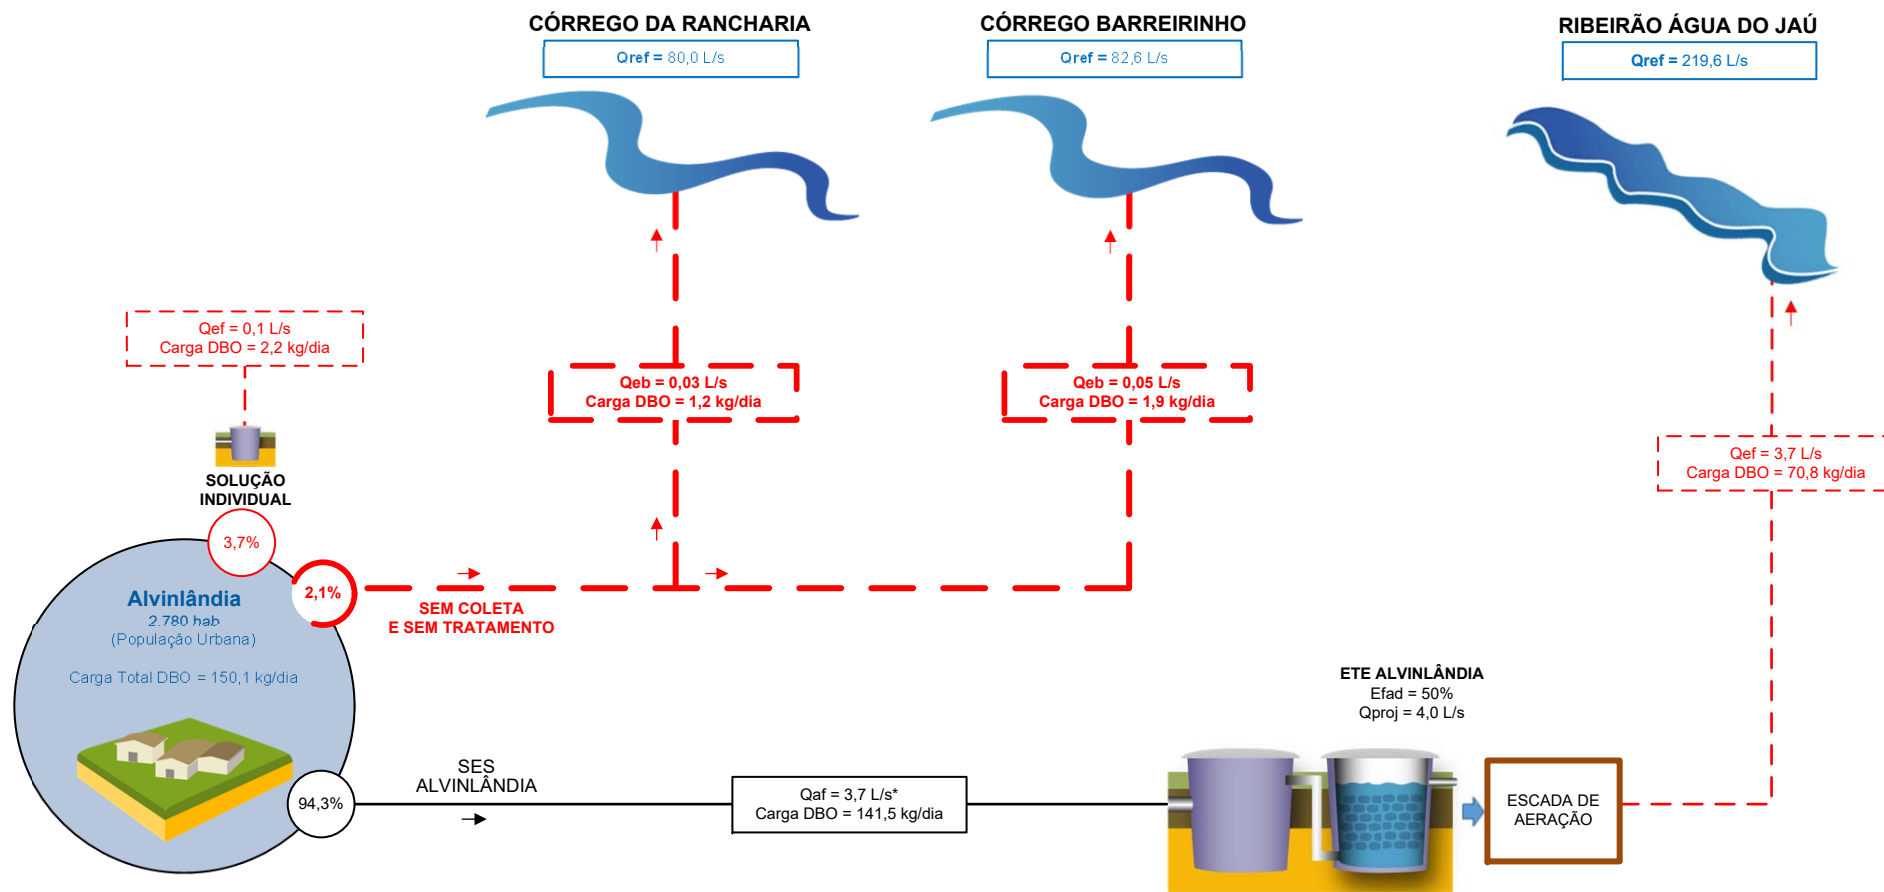 CÓRREGO DA RANCHARIA
Qref = 80,0 L/s
CÓRREGO BARREIRINHO
Qref = 82,6 L/s
RIBEIRÃO ÁGUA DO JAÚ
Qref = 219,6 L/s
Qef = 0,1 L/s
Carga DBO = 2,2 kg/dia
Qeb = 0,03 L/s
Carga DBO = 1,2 kg/dia
Qeb = 0,05 L/s
Carga DBO = 1,9 kg/dia
Qef = 3,7 L/s
Carga DBO = 70,8 kg/dia
SOLUÇÃO
INDIVIDUAL
3,7%
2,1%
SEM COLETA
E SEM TRATAMENTO
Alvinlândia
2.780 hab
(População Urbana)
Carga Total DBO = 150,1 kg/dia
94,3%
SES
ALVINLÂNDIA
Qaf = 3,7 L/s*
Carga DBO = 141,5 kg/dia
ETE ALVINLÂNDIA
Efad = 50%
Qproj = 4,0 L/s
ESCADA DE
AERAÇÃO